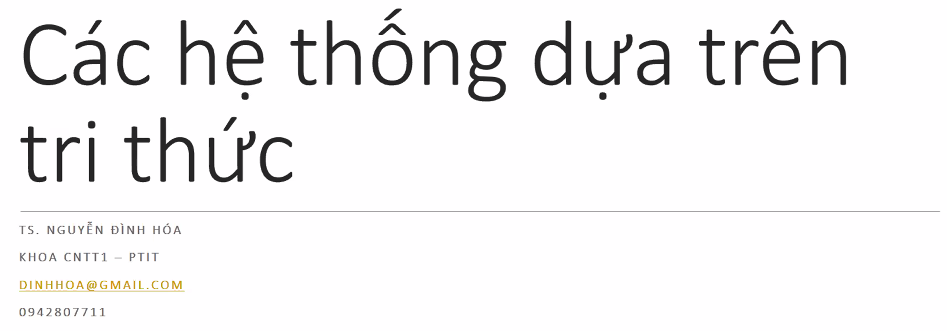 Các hệ thống dựa trên
tri thức
TS. NGUYỄN ĐÌNH HÓA
KHOA CNTT1 – PTIT
DINHHOA@GMAIL.COM
0942807711